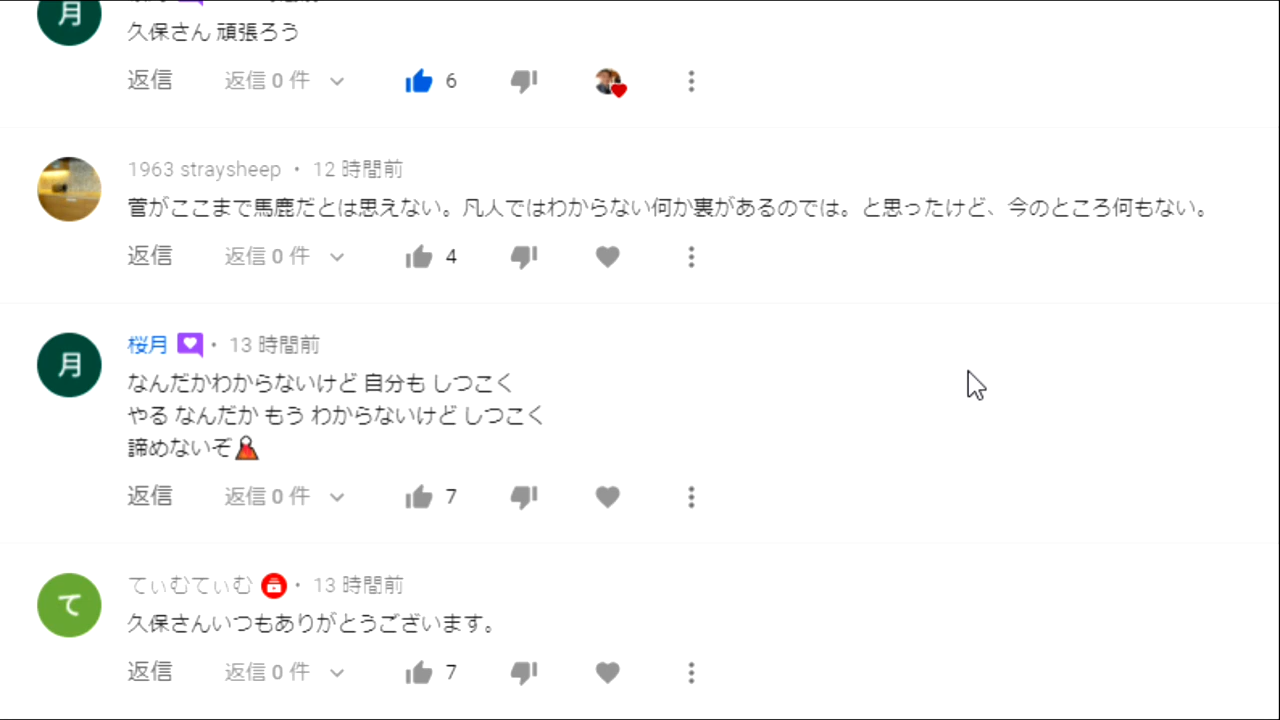 月
久保さん 頑張ろう
返信 返信 0 件 6
1963 straysheep • 12 時間前
菅がここまで馬鹿だとは思えない。凡人ではわからない何か裏があるのでは。と思ったけど、今のところ何もない。
返信 返信 0 件 4
月
桜月 • 13 時間前
なんだかわからないけど 自分も しつこく
やる なんだか もう わからないけど しつこく
諦めないぞ
返信 返信 0 件 7
て
てぃむてぃむ • 13 時間前
久保さんいつもありがとうございます。
返信 返信 0 件 7